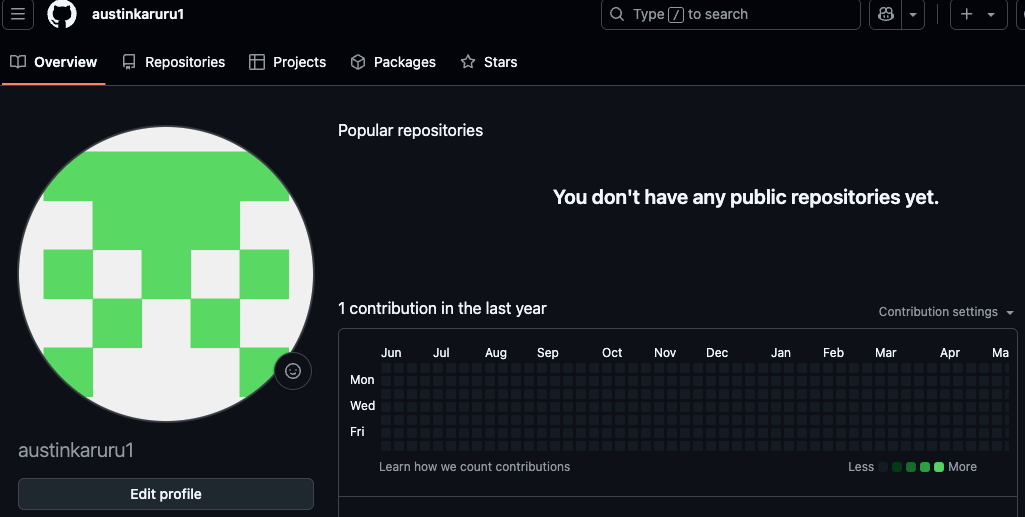 austinkaruru1
Type / to search
Overview
Repositories
Projects
Packages
Stars
Popular repositories
You don't have any public repositories yet.
1 contribution in the last year
Contribution settings
Jun Jul Aug Sep Oct Nov Dec Jan Feb Mar Apr Ma
Mon
Wed
Fri
Learn how we count contributions
Less More
austinkaruru1
Edit profile